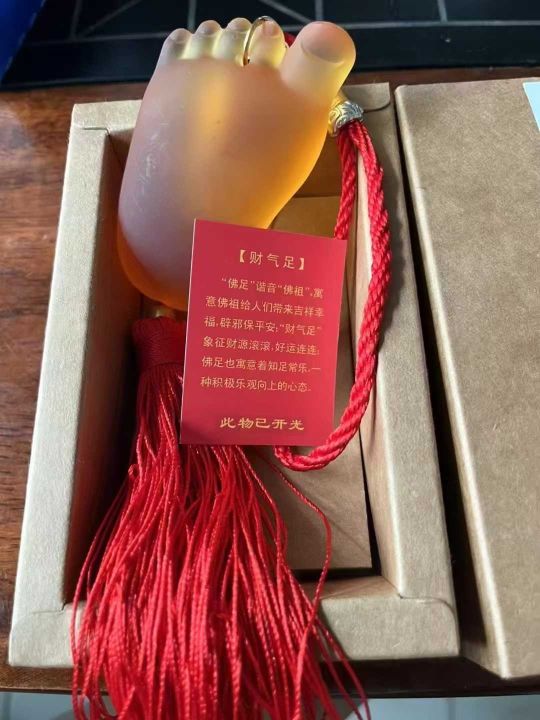 【财气足】
“佛足”谐音“佛祖”,寓
意佛祖给人们带来吉祥幸
福,辟邪保平安;“财气足”
象征财源滚滚,好运连连;
佛足也寓意着知足常乐,一
种积极乐观向上的心态。
此物已开光